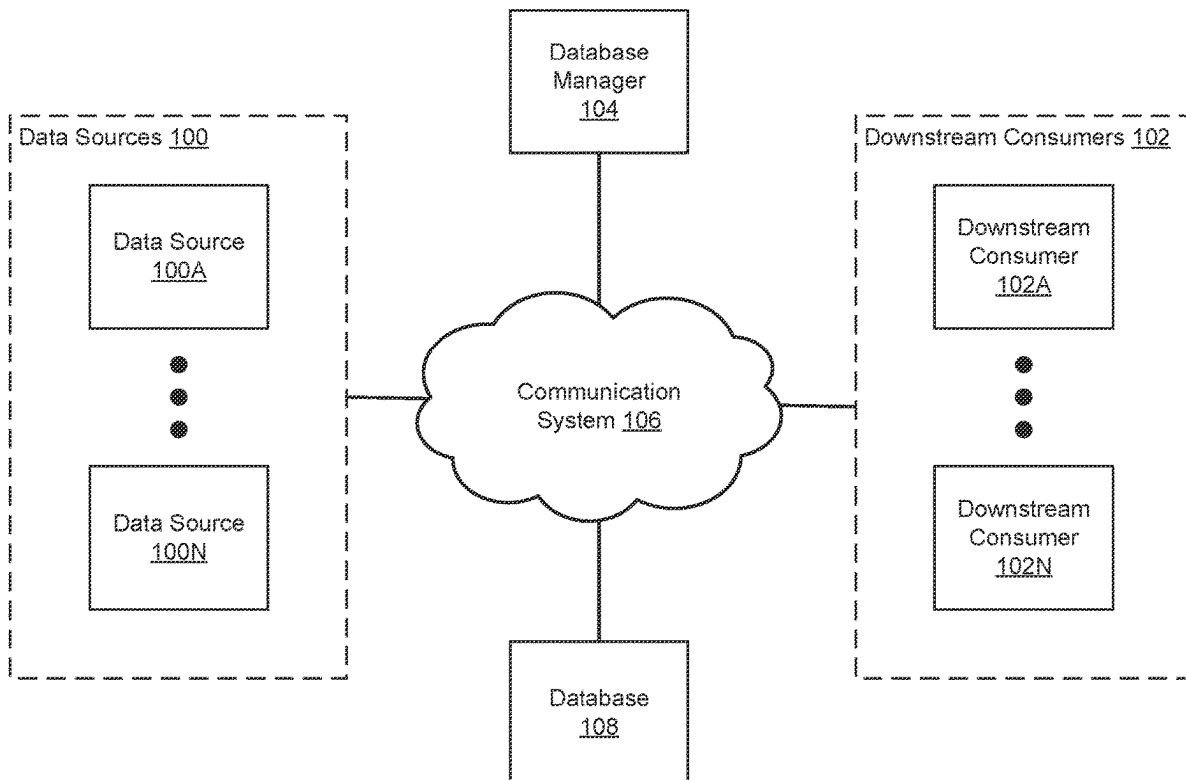 Database
Manager
104
Data Sources 100
Data Source
100A
Data Source
100N
Communication
System 106
Downstream Consumers 102
Downstream
Consumer
102A
Downstream
Consumer
102N
Database
108